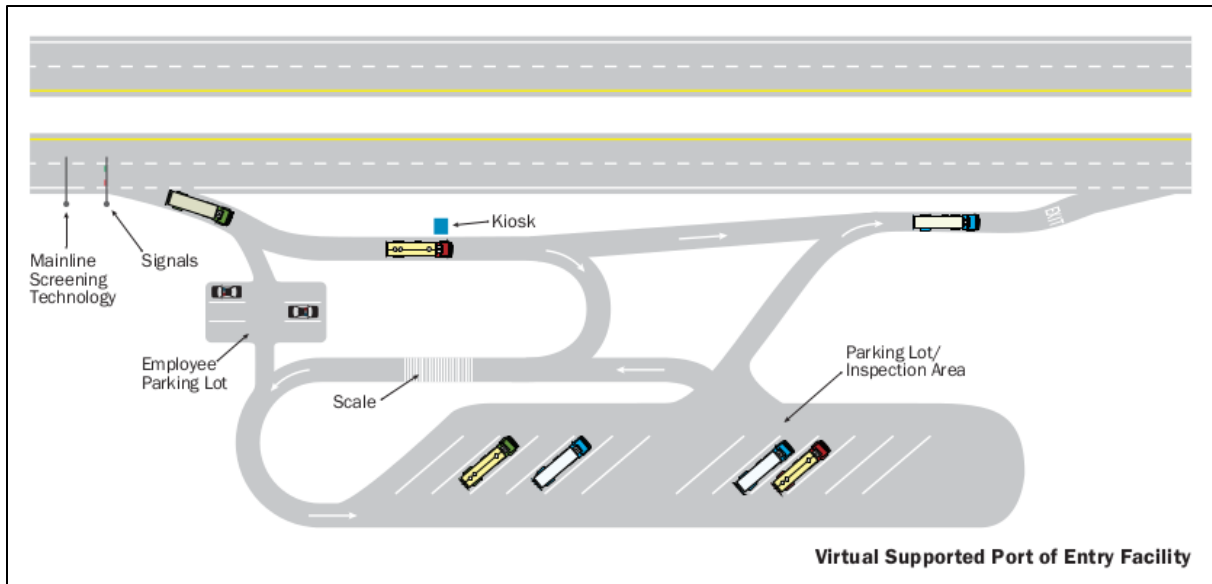 Kiosk
EXIT
Mainline
Screening
Technology
Signals
Employee
Parking Lot
Scale
Parking Lot/
Inspection Area
Virtual Supported Port of Entry Facility